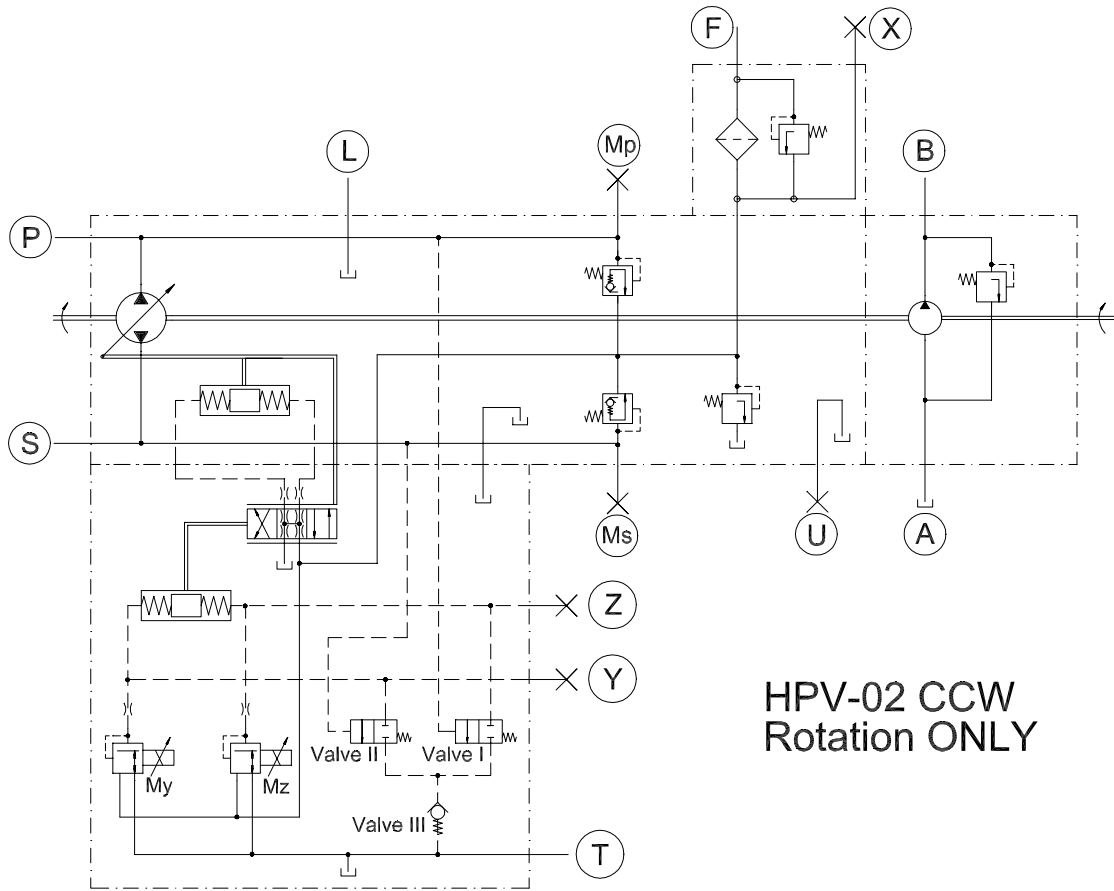 F
X
L
Mp
B
P
S
Ms
U
A
Z
Y
HPV-02 CCW
Rotation ONLY
Valve II
Valve I
My
Mz
Valve III
T